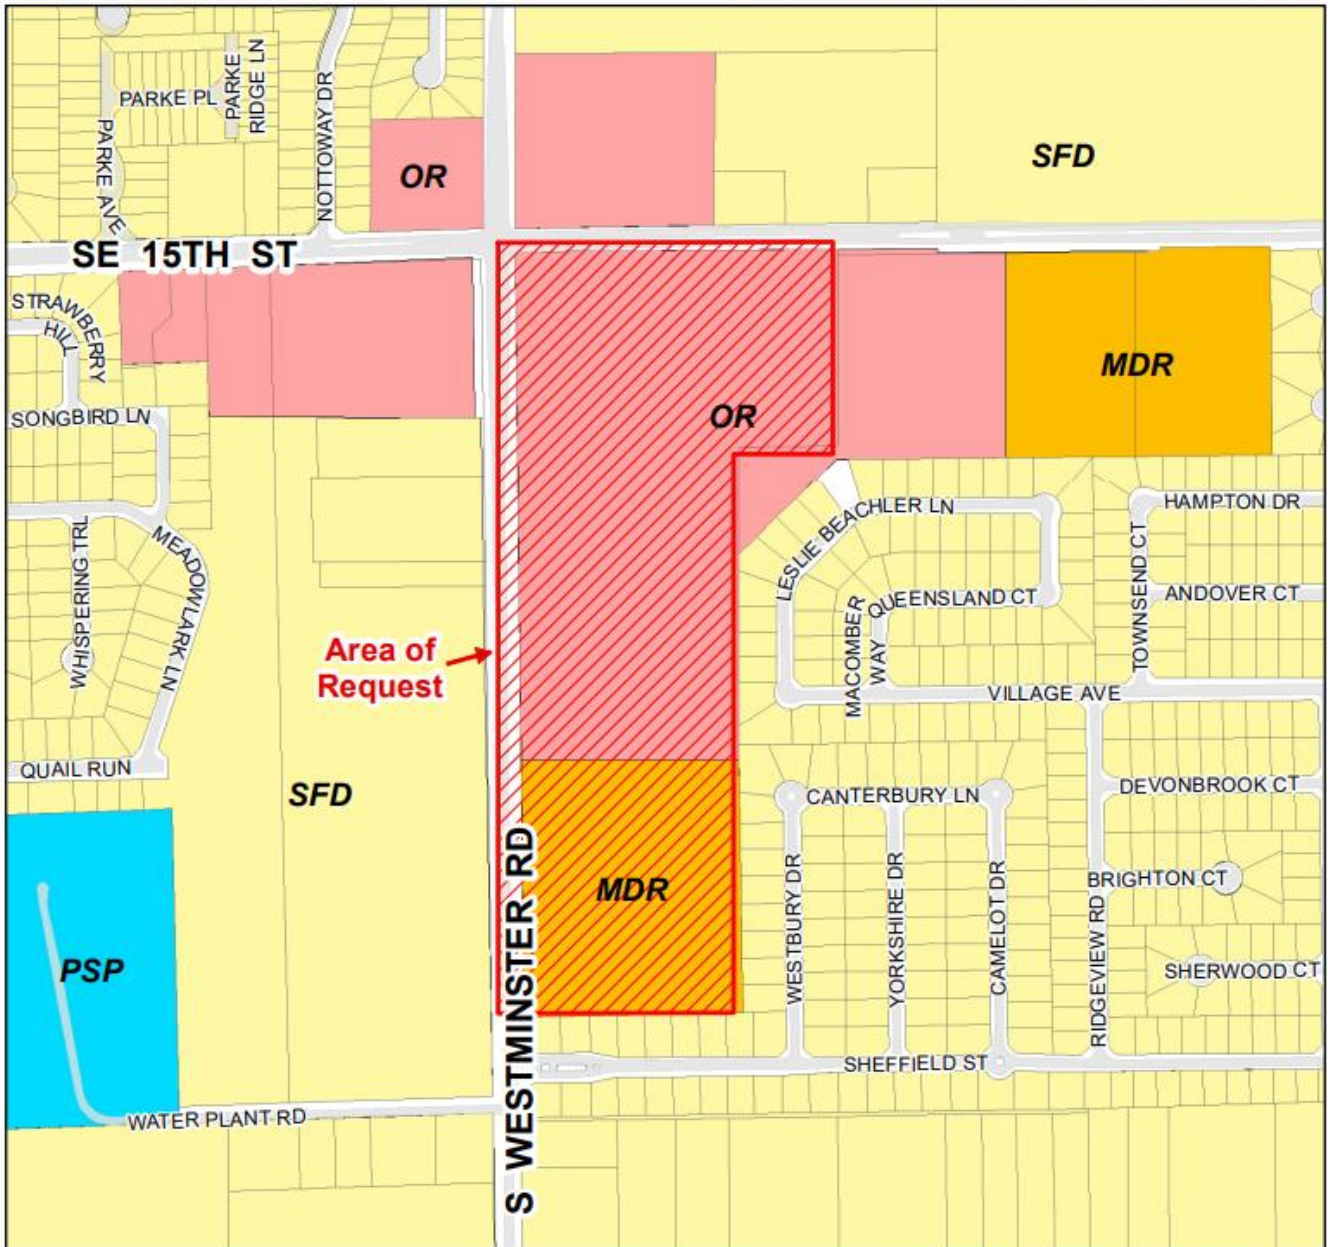 PARKE PL
PARKE
RIDGE LN
NOTTOWAY DR
PARKE AVE
OR
SFD
SE 15TH ST
STRAWBERRY
HILL
SONGBIRD LN
OR
MDR
WHISPERING TRL
MEADOWLARK LN
LESLIE BEACHLER LN
HAMPTON DR
QUEENSLAND CT
MACOMBER
WAY
TOWNSEND CT
ANDOVER CT
Area of
Request
VILLAGE AVE
QUAIL RUN
SFD
CANTERBURY LN
DEVONBROOK CT
MDR
WESTBURY DR
YORKSHIRE DR
CAMELOT DR
RIDGEVIEW RD
BRIGHTON CT
PSP
SHERWOOD CT
S WESTMINSTER RD
SHEFFIELD ST
WATER PLANT RD